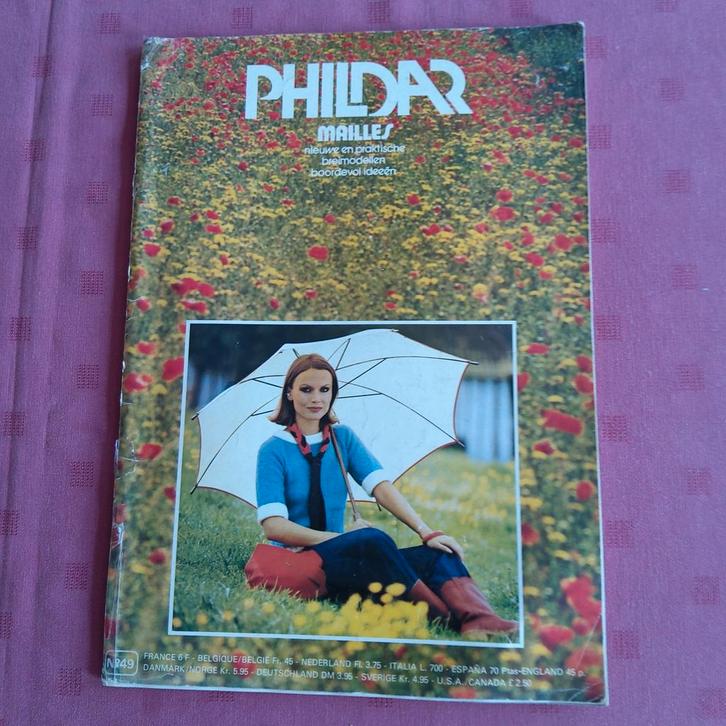 PHILDAR
MAILLES
nieuwe en praktische
breimodellen
boordevol ideeën
Nº49
FRANCE 6 F - BELGIQUE/BELGIE Fr. 45 - NEDERLAND Fl. 3.75 - ITALIA L. 700 - ESPAÑA 70 Ptas-ENGLAND 45 p.
DANMARK/NORGE Kr. 5.95 - DEUTSCHLAND DM 3.95 - SVERIGE Kr. 4.95 - U.S.A./CANADA £ 2.50